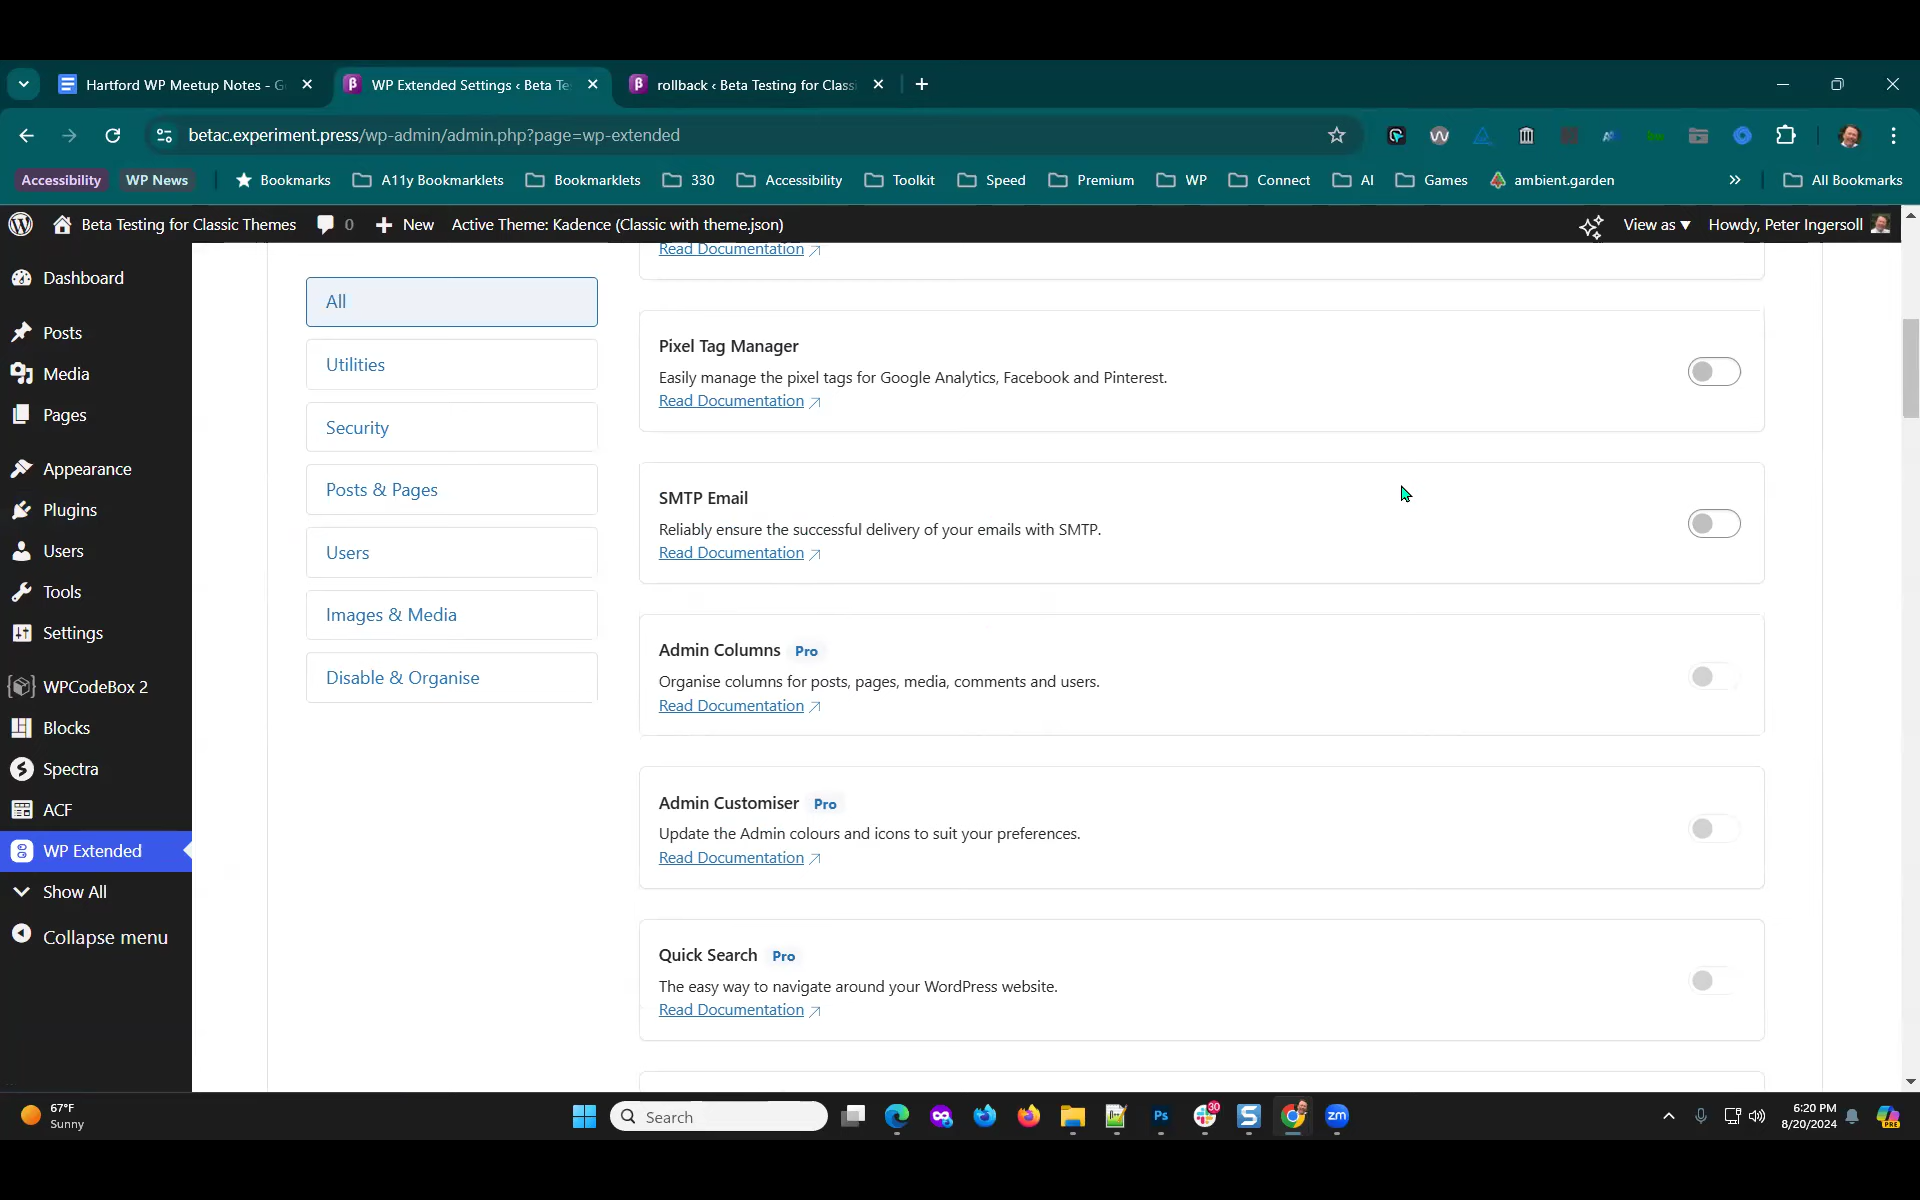 Hartford WP Meetup Notes - G
WP Extended Settings ‹ Beta Te
rollback ‹ Beta Testing for Classi
betac.experiment.press/wp-admin/admin.php?page=wp-extended
Accessibility
WP News
Bookmarks
A11y Bookmarklets
Bookmarklets
330
Accessibility
Toolkit
Speed
Premium
WP
Connect
AI
Games
ambient.garden
»
All Bookmarks
Beta Testing for Classic Themes
0
New
Active Theme: Kadence (Classic with theme.json)
View as ▼
Howdy, Peter Ingersoll
Dashboard
Posts
Media
Pages
Appearance
Plugins
Users
Tools
Settings
WPCodeBox 2
Blocks
Spectra
ACF
WP Extended
Show All
Collapse menu
All
Utilities
Security
Posts & Pages
Users
Images & Media
Disable & Organise
Read Documentation
Pixel Tag Manager
Easily manage the pixel tags for Google Analytics, Facebook and Pinterest.
Read Documentation
SMTP Email
Reliably ensure the successful delivery of your emails with SMTP.
Read Documentation
Admin Columns Pro
Organise columns for posts, pages, media, comments and users.
Read Documentation
Admin Customiser Pro
Update the Admin colours and icons to suit your preferences.
Read Documentation
Quick Search Pro
The easy way to navigate around your WordPress website.
Read Documentation
67°F
Sunny
Search
Ps
30
S
zm
6:20 PM
8/20/2024
PRE